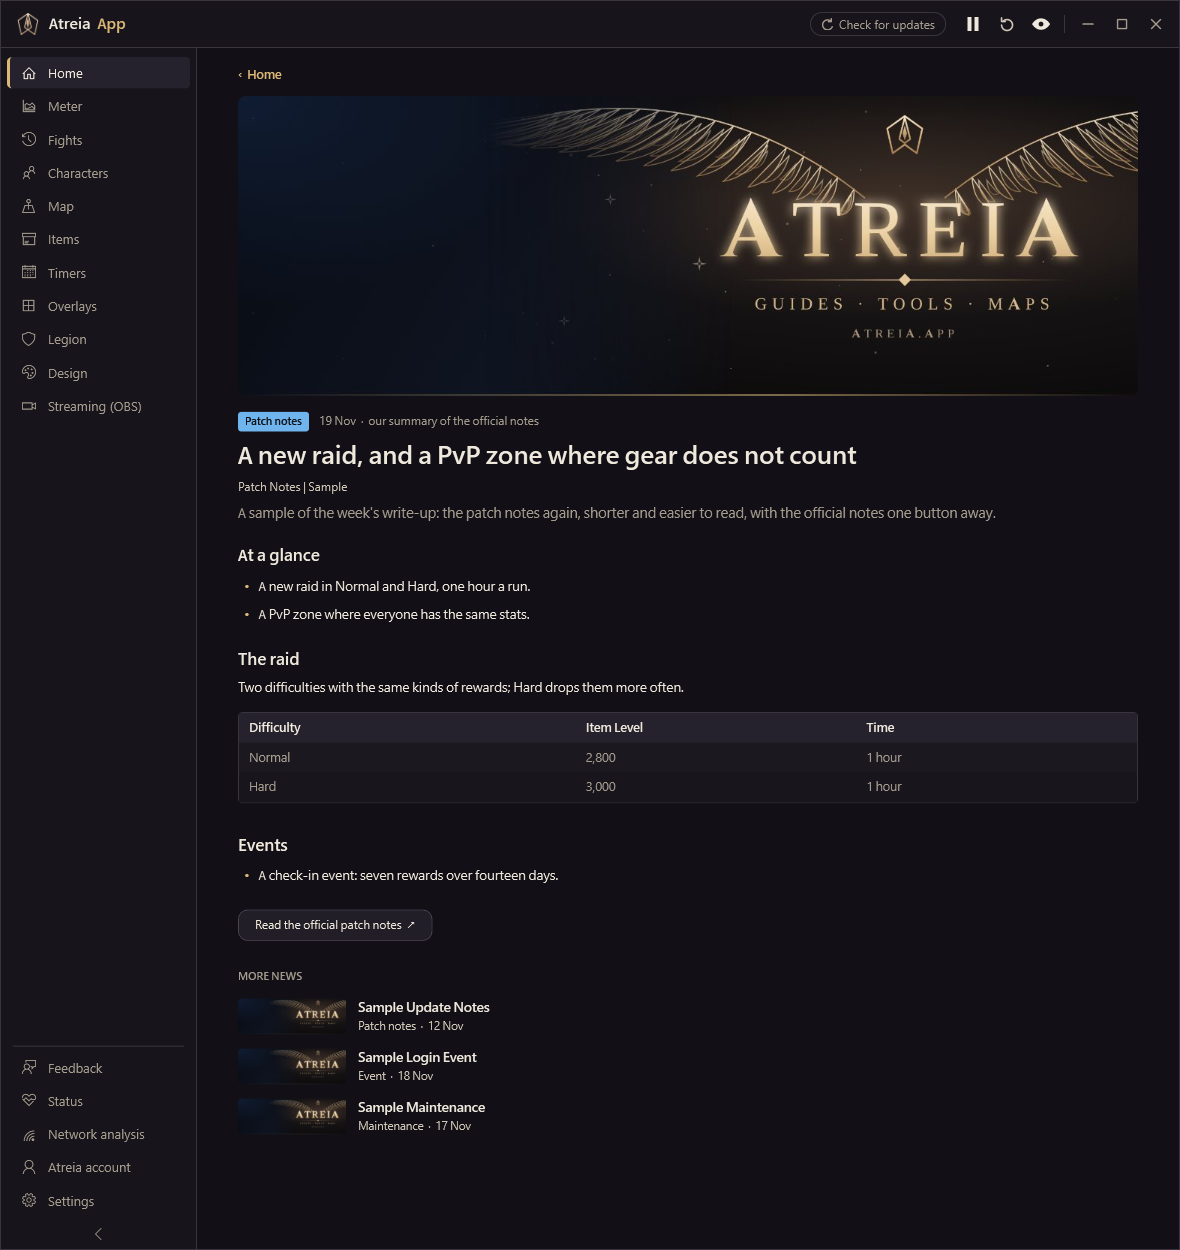 Atreia App
Check for updates
Home
Meter
Fights
Characters
Map
Items
Timers
Overlays
Legion
Design
Streaming (OBS)
Feedback
Status
Network analysis
Atreia account
Settings
‹ Home
ATREIA
GUIDES · TOOLS · MAPS
ATREIA.APP
Patch notes 19 Nov · our summary of the official notes
A new raid, and a PvP zone where gear does not count
Patch Notes | Sample
A sample of the week's write-up: the patch notes again, shorter and easier to read, with the official notes one button away.
At a glance
• A new raid in Normal and Hard, one hour a run.
• A PvP zone where everyone has the same stats.
The raid
Two difficulties with the same kinds of rewards; Hard drops them more often.
Difficulty Item Level Time
Normal 2,800 1 hour
Hard 3,000 1 hour
Events
• A check-in event: seven rewards over fourteen days.
Read the official patch notes ↗
MORE NEWS
ATREIA
Sample Update Notes
Patch notes · 12 Nov
ATREIA
Sample Login Event
Event · 18 Nov
ATREIA
Sample Maintenance
Maintenance · 17 Nov